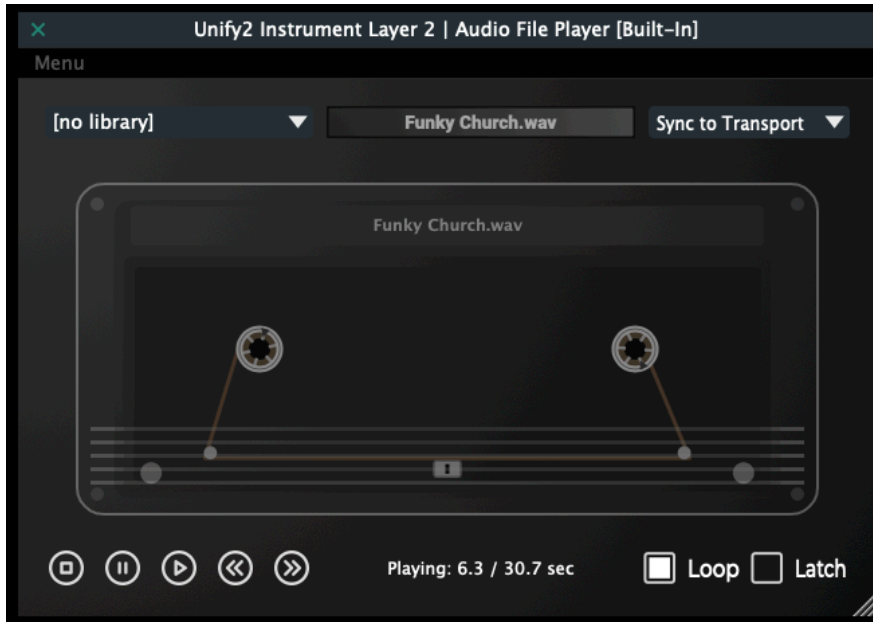 Unify2 Instrument Layer 2 | Audio File Player [Built-In]
Menu
[no library] Funky Church.wav Sync to Transport
Funky Church.wav
Playing: 6.3 / 30.7 sec Loop Latch